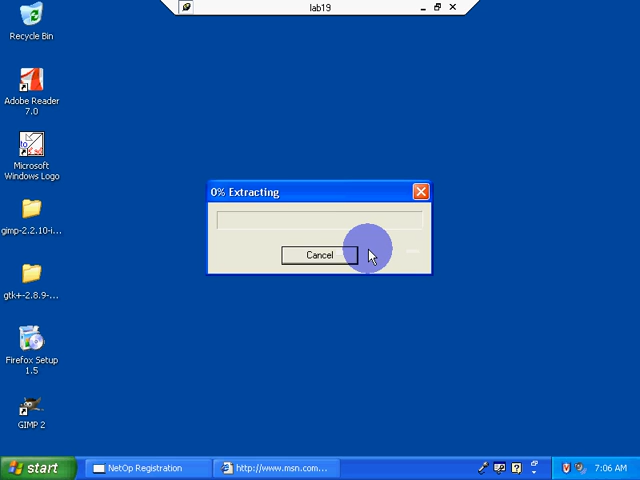 lab19
Recycle Bin
Adobe Reader
7.0
Microsoft
Windows Logo
gimp-2.2.10-i...
gtk+-2.8.9-...
Firefox Setup
1.5
GIMP 2
0% Extracting
Cancel
start
NetOp Registration
http://www.msn.com...
7:06 AM